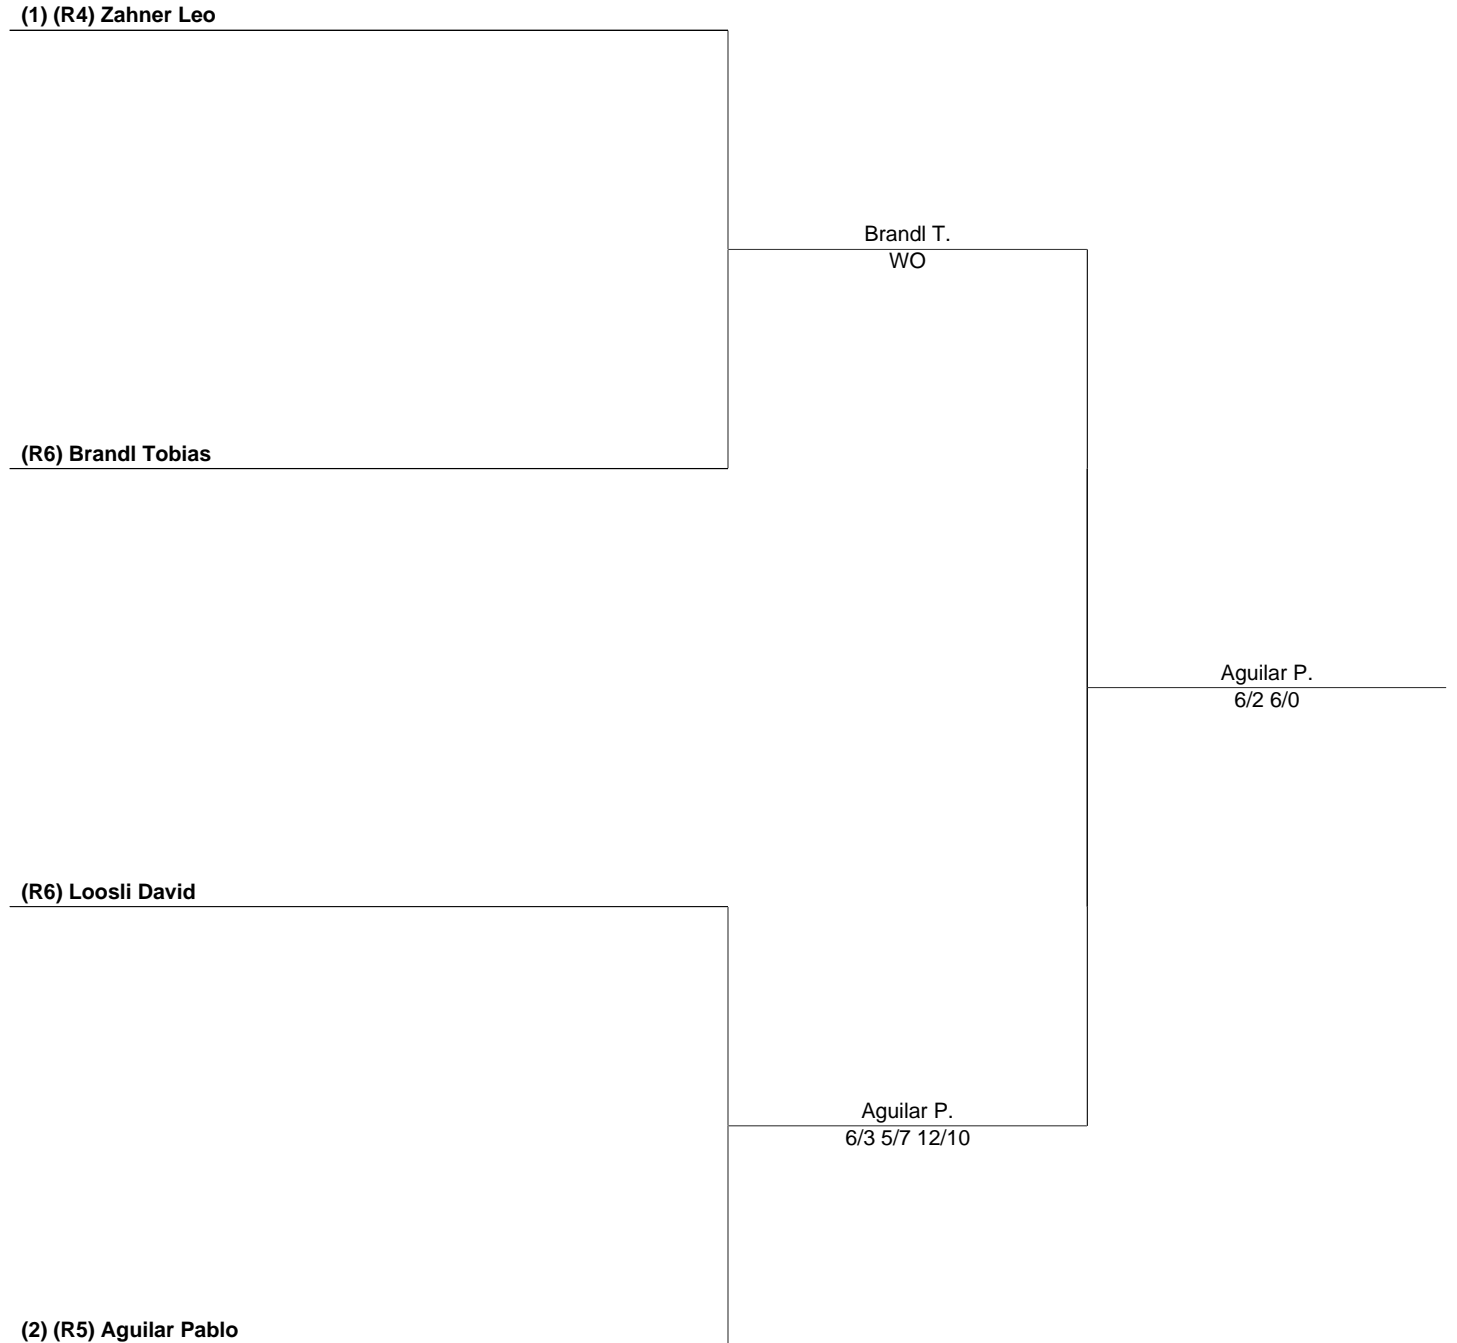 (1) (R4) Zahner Leo
Brandl T.
WO
(R6) Brandl Tobias
Aguilar P.
6/2 6/0
(R6) Loosli David
Aguilar P.
6/3 5/7 12/10
(2) (R5) Aguilar Pablo